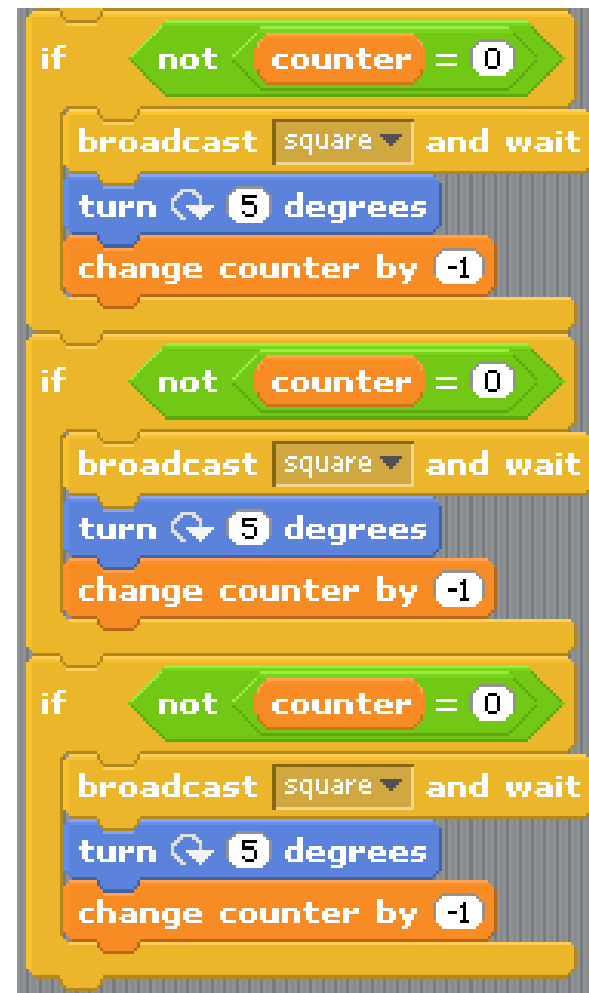 if not counter = 0
broadcast square and wait
turn 5 degrees
change counter by -1
if not counter = 0
broadcast square and wait
turn 5 degrees
change counter by -1
if not counter = 0
broadcast square and wait
turn 5 degrees
change counter by -1